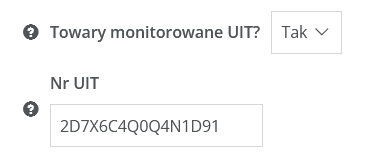 Towary monitorowane UIT? Tak
Nr UIT
2D7X6C4Q0Q4N1D91